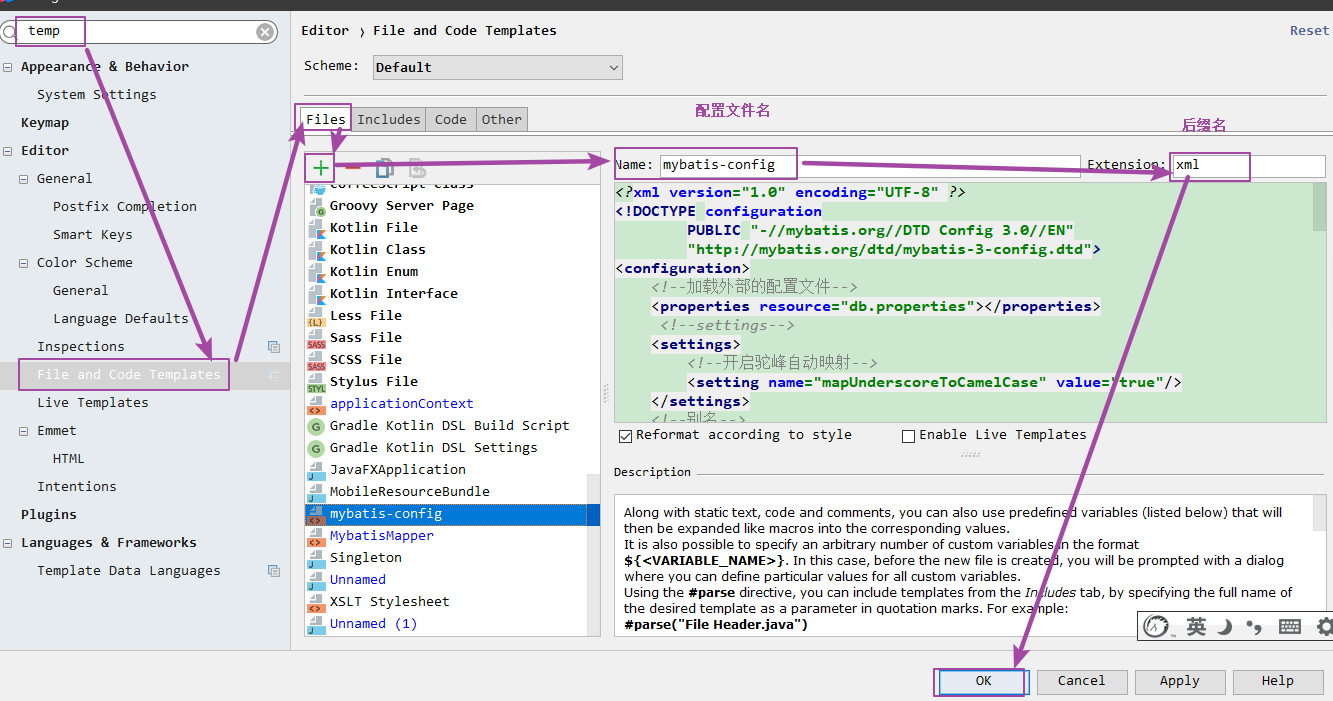 temp
Appearance & Behavior
System Settings
Keymap
Editor
General
Postfix Completion
Smart Keys
Color Scheme
General
Language Defaults
Inspections
File and Code Templates
Live Templates
Emmet
HTML
Intentions
Plugins
Languages & Frameworks
Template Data Languages
Editor › File and Code Templates
Reset
Scheme: Default
Files Includes Code Other
配置文件名
后缀名
CoffeeScript Class
Groovy Server Page
Kotlin File
Kotlin Class
Kotlin Enum
Kotlin Interface
Less File
Sass File
SCSS File
Stylus File
applicationContext
Gradle Kotlin DSL Build Script
Gradle Kotlin DSL Settings
JavaFXApplication
MobileResourceBundle
mybatis-config
MybatisMapper
Singleton
Unnamed
XSLT Stylesheet
Unnamed (1)
Name: mybatis-config Extension: xml
<?xml version="1.0" encoding="UTF-8" ?>
<!DOCTYPE configuration
PUBLIC "-//mybatis.org//DTD Config 3.0//EN"
"http://mybatis.org/dtd/mybatis-3-config.dtd">
<configuration>
<!--加载外部的配置文件-->
<properties resource="db.properties"></properties>
<!--settings-->
<settings>
<!--开启驼峰自动映射-->
<setting name="mapUnderscoreToCamelCase" value="true"/>
</settings>
<!--别名-->
Reformat according to style Enable Live Templates
Description
Along with static text, code and comments, you can also use predefined variables (listed below) that will
then be expanded like macros into the corresponding values.
It is also possible to specify an arbitrary number of custom variables in the format
${<VARIABLE_NAME>}. In this case, before the new file is created, you will be prompted with a dialog
where you can define particular values for all custom variables.
Using the #parse directive, you can include templates from the Includes tab, by specifying the full name of
the desired template as a parameter in quotation marks. For example:
#parse("File Header.java")
英
OK Cancel Apply Help